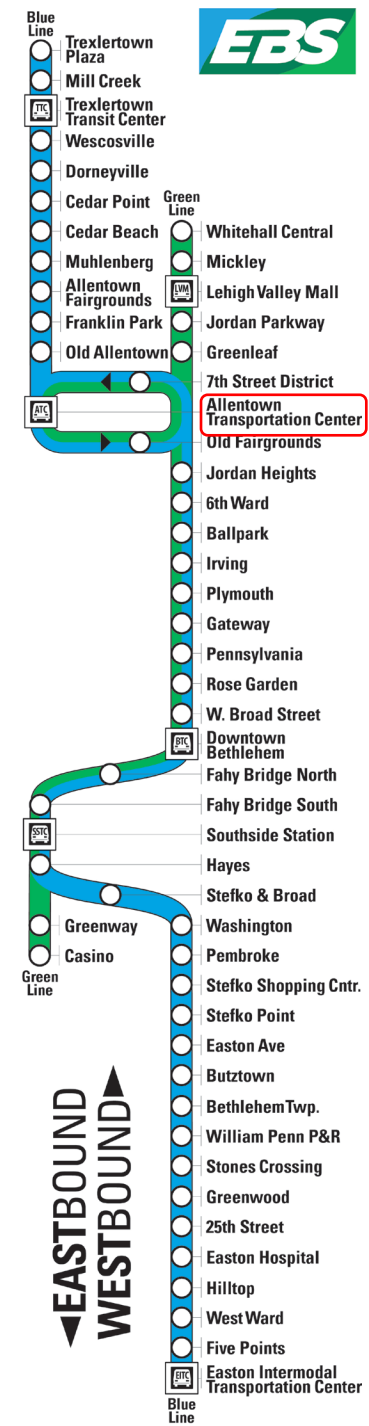 Blue
Line
EBS
Trexlertown
Plaza
Mill Creek
TTC
Trexlertown
Transit Center
Wescosville
Dorneyville
Cedar Point
Green
Line
Cedar Beach
Whitehall Central
Muhlenberg
Mickley
Allentown
Fairgrounds
LVM
Lehigh Valley Mall
Franklin Park
Jordan Parkway
Old Allentown
Greenleaf
7th Street District
ATC
Allentown
Transportation Center
Old Fairgrounds
Jordan Heights
6th Ward
Ballpark
Irving
Plymouth
Gateway
Pennsylvania
Rose Garden
W. Broad Street
BTC
Downtown
Bethlehem
Fahy Bridge North
Fahy Bridge South
SSTC
Southside Station
Hayes
Stefko & Broad
Greenway
Washington
Casino
Pembroke
Green
Line
Stefko Shopping Cntr.
Stefko Point
Easton Ave
Butztown
Bethlehem Twp.
William Penn P&R
Stones Crossing
Greenwood
25th Street
Easton Hospital
Hilltop
West Ward
Five Points
EITC
Easton Intermodal
Transportation Center
Blue
Line
EASTBOUND
WESTBOUND